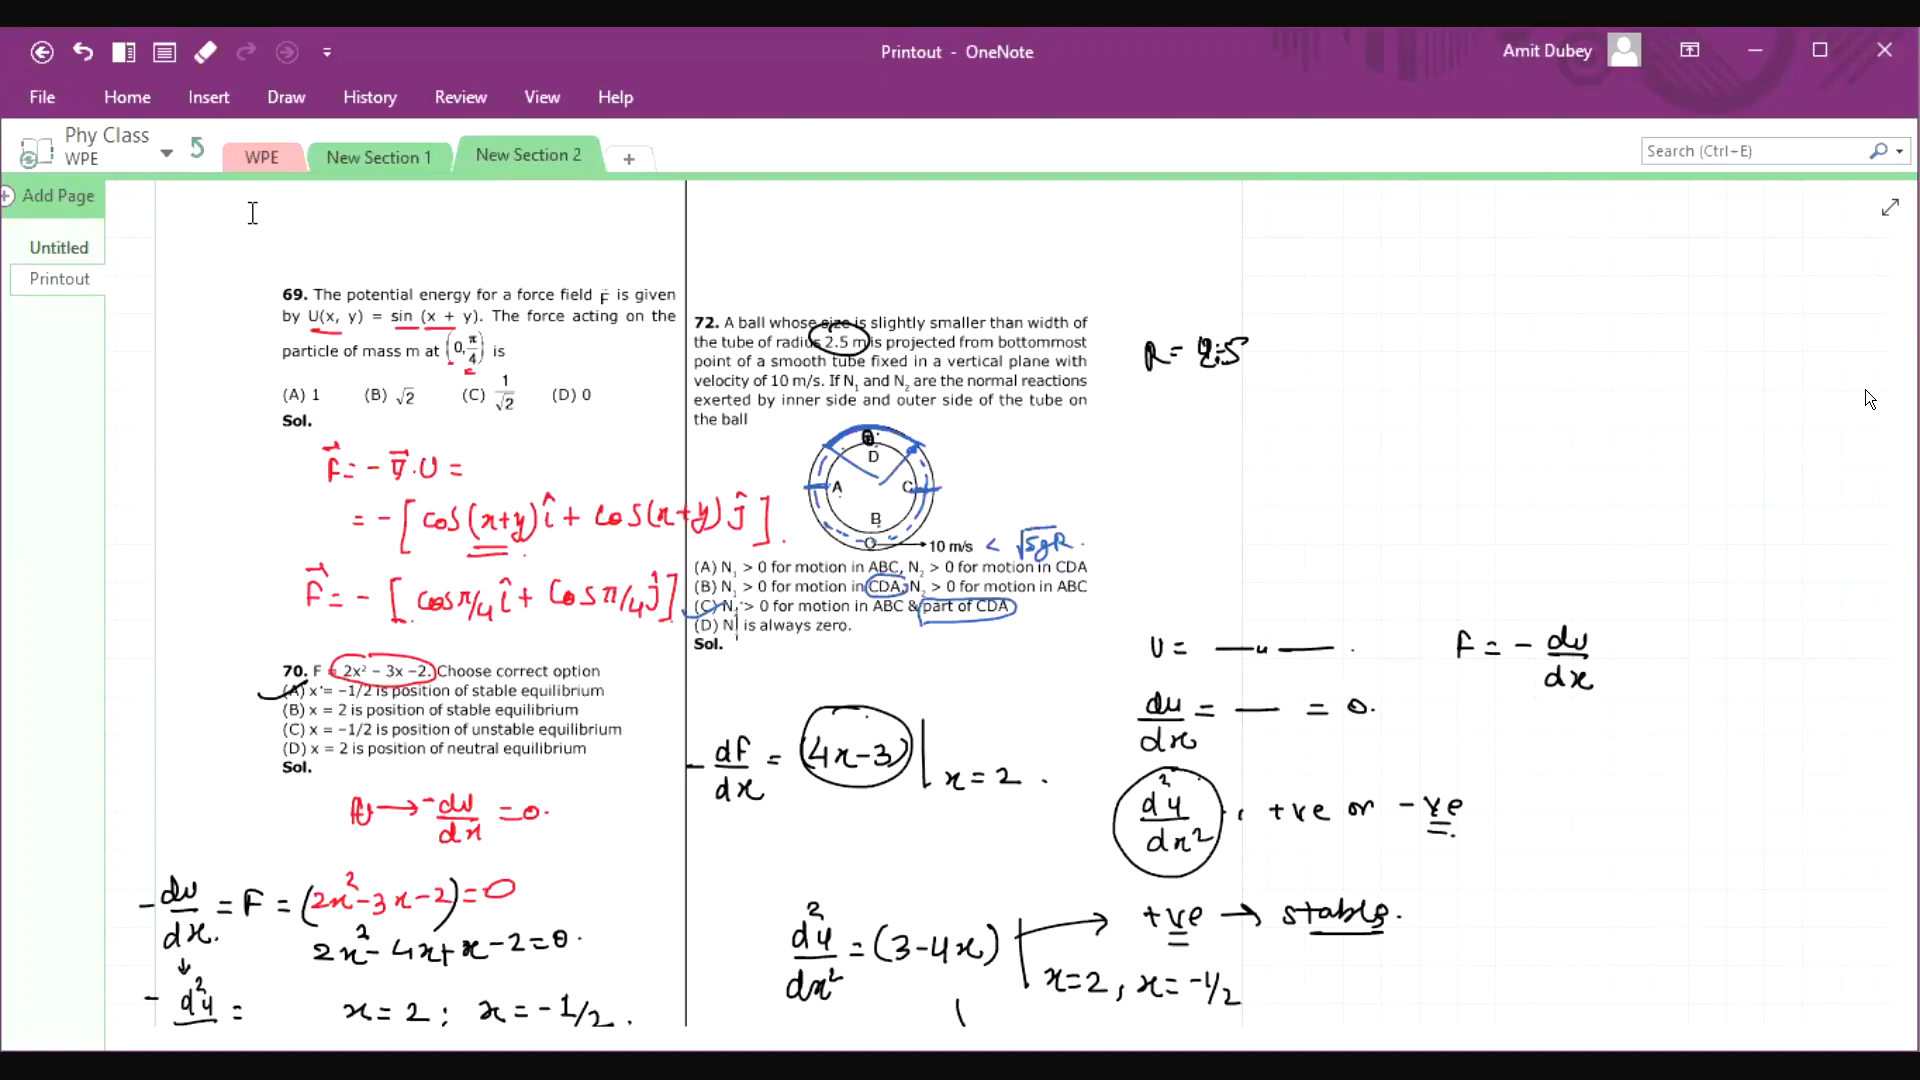 Printout - OneNote
Amit Dubey
File Home Insert Draw History Review View Help
Phy Class
WPE
WPE
New Section 1
New Section 2
+
Search (Ctrl-E)
Add Page
Untitled
Printout
69. The potential energy for a force field F is given
by U(x, y) = sin (x + y). The force acting on the
particle of mass m at (0, π/4) is
(A) 1 (B) √2 (C) 1/√2 (D) 0
Sol.
F = - ∇.U =
= - [cos(x+y)î + cos(x+y)ĵ].
F = - [cosπ/4 î + cosπ/4 ĵ]
70. F = 2x² – 3x –2. Choose correct option
(A) x = –1/2 is position of stable equilibrium
(B) x = 2 is position of stable equilibrium
(C) x = –1/2 is position of unstable equilibrium
(D) x = 2 is position of neutral equilibrium
Sol.
→ -du/dx = 0.
-du/dx. = F = (2x²-3x-2)=0
2x²-4x+x-2=0.
- d²u =
x = 2 ; x = -1/2.
72. A ball whose size is slightly smaller than width of
the tube of radius 2.5 m is projected from bottommost
point of a smooth tube fixed in a vertical plane with
velocity of 10 m/s. If N₁ and N₂ are the normal reactions
exerted by inner side and outer side of the tube on
the ball
θ
D
A
C
B
10 m/s < √5gR.
(A) N₁ > 0 for motion in ABC, N₂ > 0 for motion in CDA
(B) N₁ > 0 for motion in CDA, N₂ > 0 for motion in ABC
(C) N₁ > 0 for motion in ABC & part of CDA
(D) N₁ is always zero.
Sol.
- dF/dx = (4x-3)| x=2.
d²u/dx² = (3-4x)
x=2, x=-1/2
R = 2.5
U = —"— .
F = - du/dx
du/dx = — = 0.
d²u/dx² , +ve or -ve
+ve → stable.